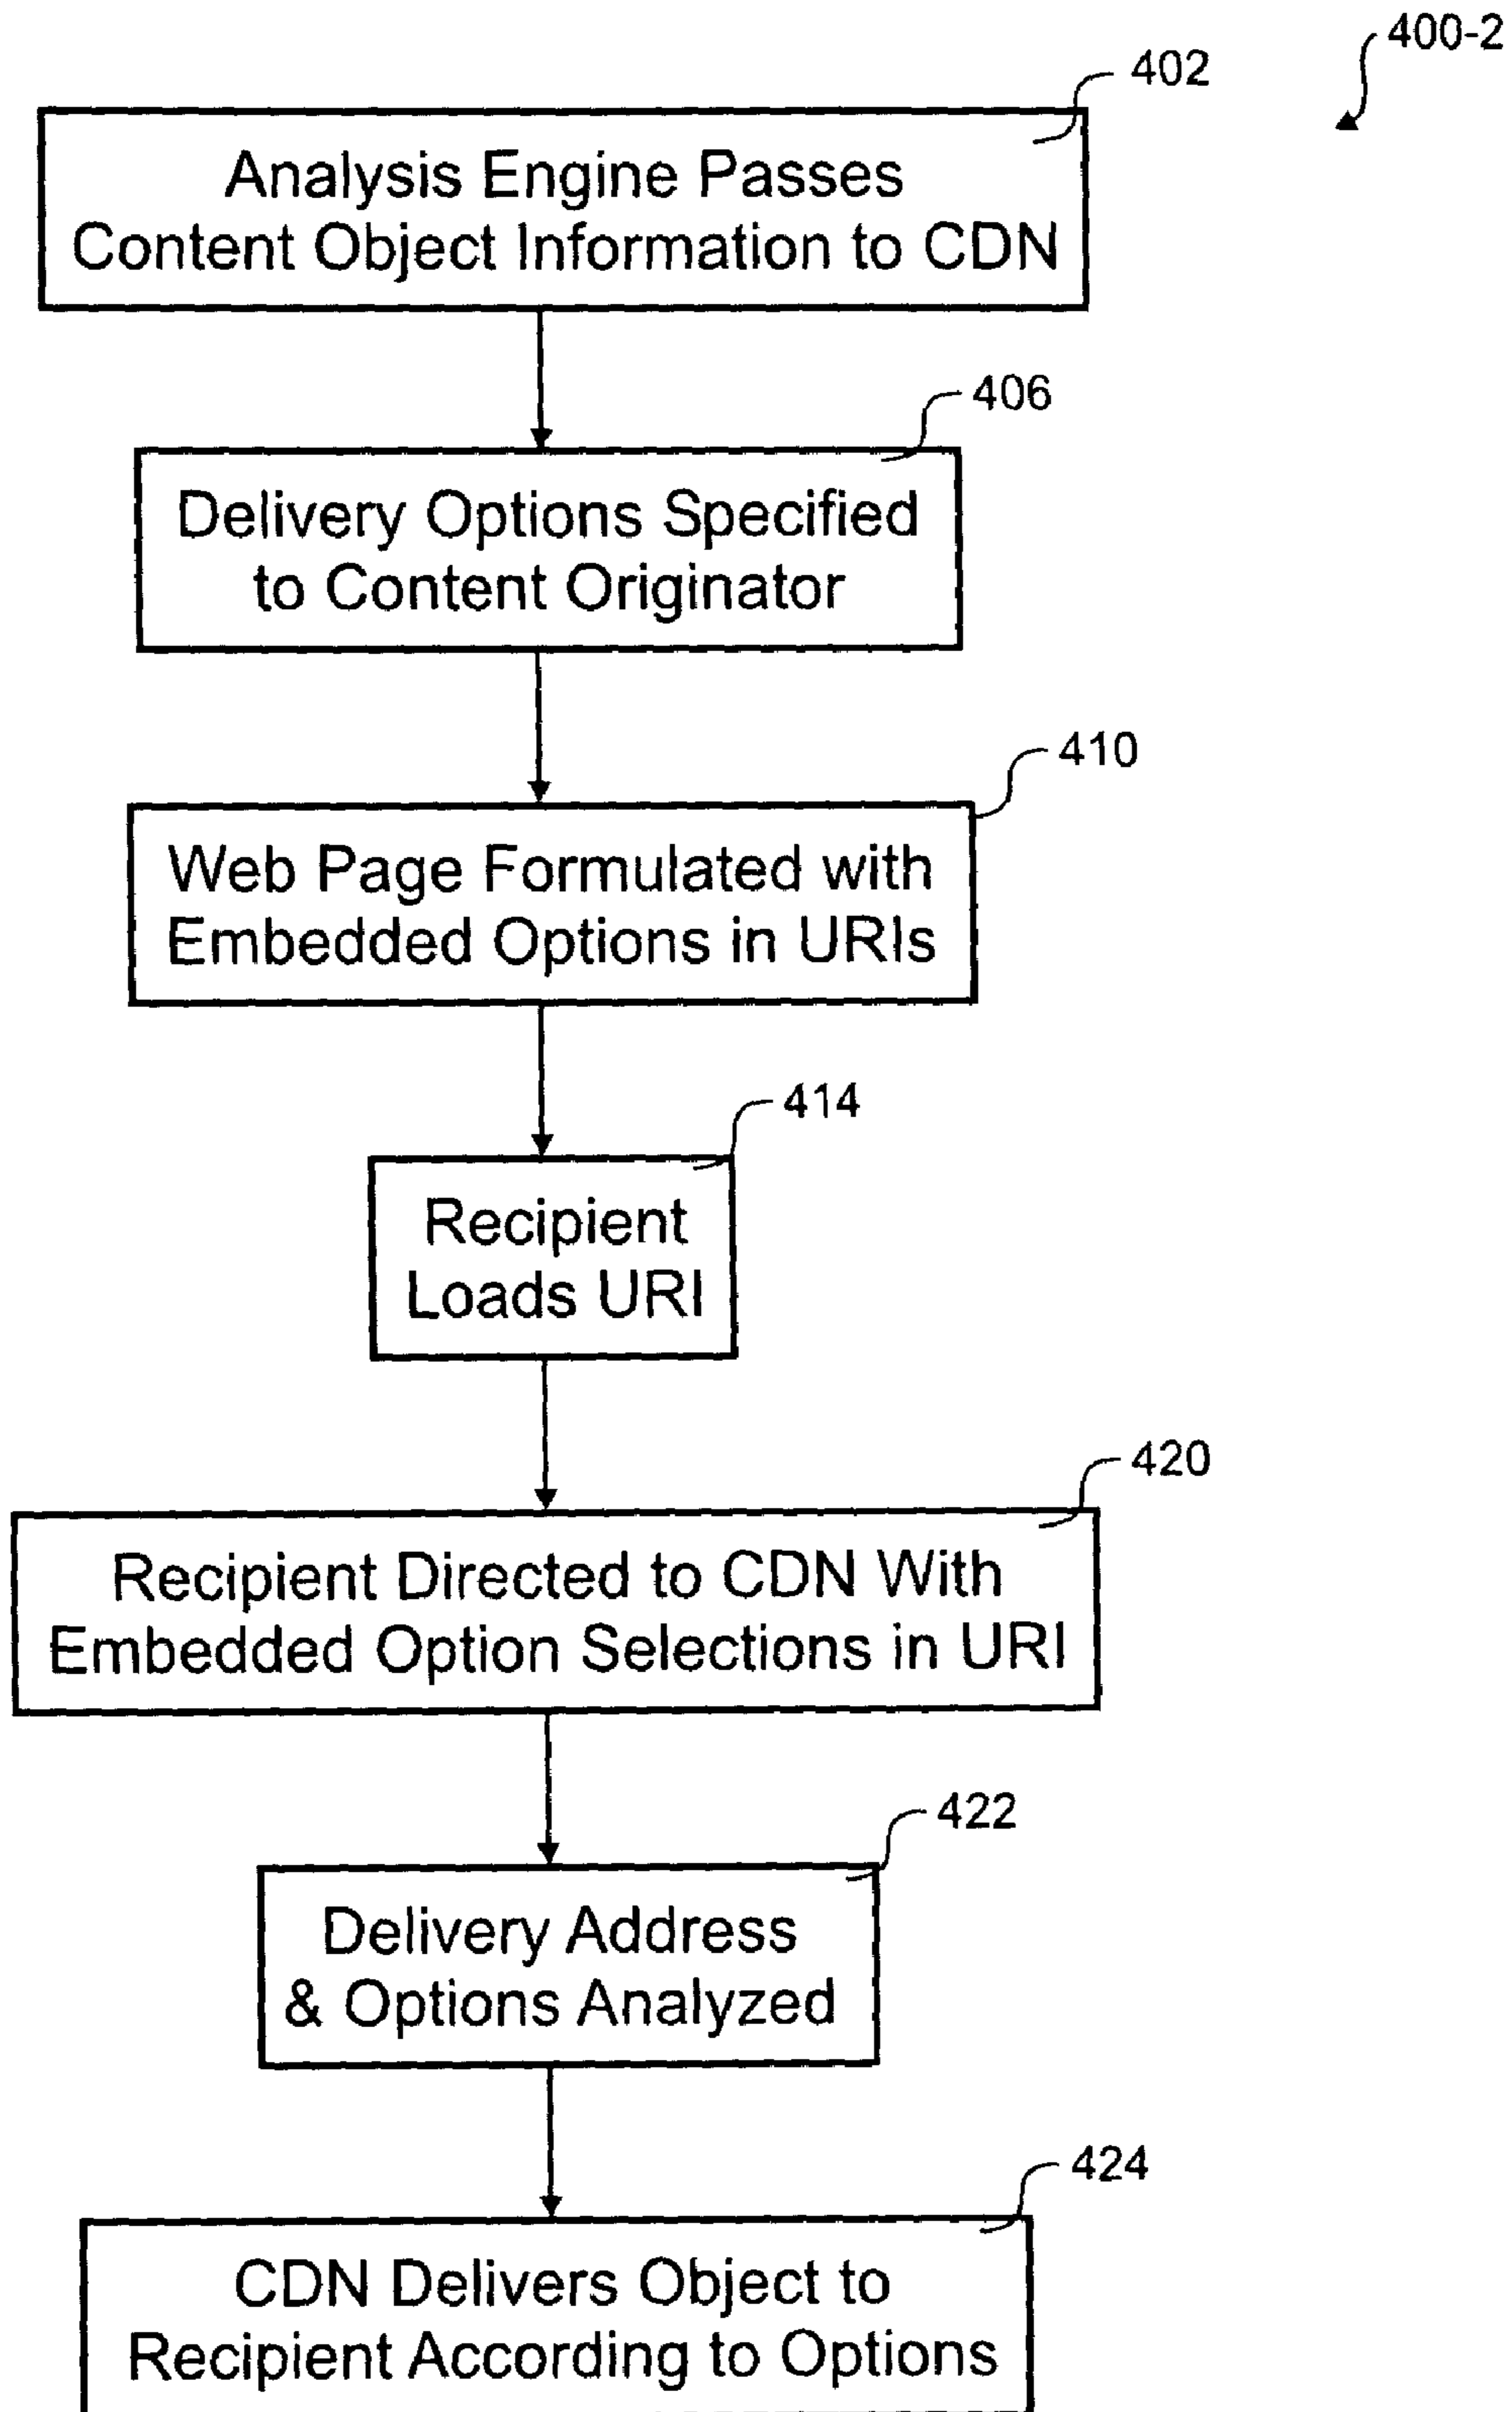 400-2
402
Analysis Engine Passes
Content Object Information to CDN
406
Delivery Options Specified
to Content Originator
410
Web Page Formulated with
Embedded Options in URIs
414
Recipient
Loads URI
420
Recipient Directed to CDN With
Embedded Option Selections in URI
422
Delivery Address
& Options Analyzed
424
CDN Delivers Object to
Recipient According to Options